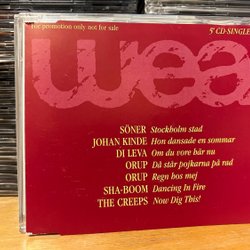 For promotion only not for sale
5" CD-SINGLE
wea
SÖNER Stockholm stad
JOHAN KINDE Hon dansade en sommar
DI LEVA Om du vore här nu
ORUP Då står pojkarna på rad
ORUP Regn hos mej
SHA-BOOM Dancing In Fire
THE CREEPS Now Dig This!